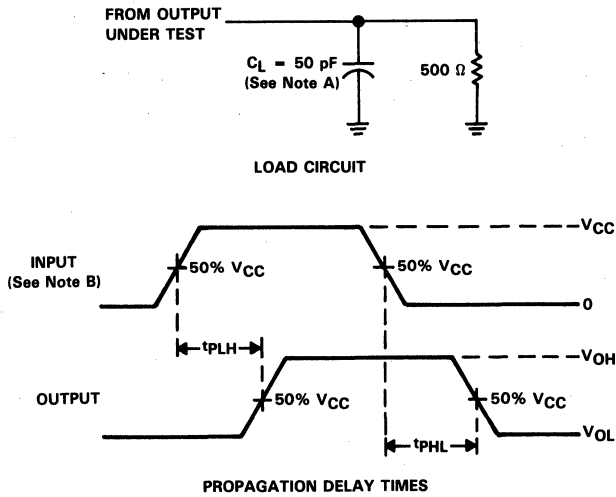 FROM OUTPUT
UNDER TEST
CL = 50 pF
(See Note A)
500 Ω
LOAD CIRCUIT
VCC
INPUT
(See Note B)
50% VCC
50% VCC
0
tPLH
VOH
OUTPUT
50% VCC
50% VCC
tPHL
VOL
PROPAGATION DELAY TIMES